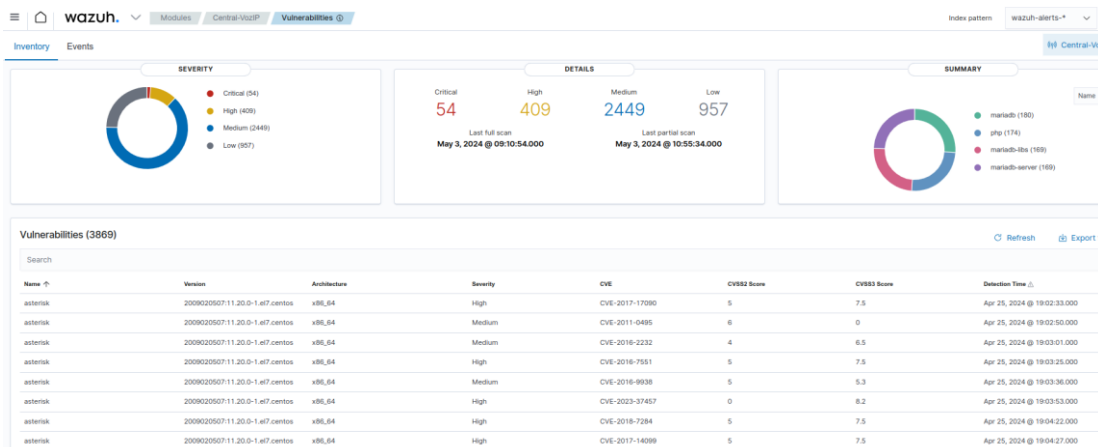 wazuh. Modules Central-VozIP Vulnerabilities Index pattern wazuh-alerts-*
Inventory Events
SEVERITY
Critical (54)
High (409)
Medium (2449)
Low (957)
DETAILS
Critical High Medium Low
54 409 2449 957
Last full scan Last partial scan
May 3, 2024 @ 09:10:54.000 May 3, 2024 @ 10:55:34.000
SUMMARY
Name
mariadb (180)
php (174)
mariadb-libs (169)
mariadb-server (169)
Vulnerabilities (3869) Refresh Export
Search
Name Version Architecture Severity CVE CVSS2 Score CVSS3 Score Detection Time
asterisk 2009020507:11.20.0-1.el7.centos x86_64 High CVE-2017-17090 5 7.5 Apr 25, 2024 @ 19:02:33.000
asterisk 2009020507:11.20.0-1.el7.centos x86_64 Medium CVE-2011-0495 6 0 Apr 25, 2024 @ 19:02:50.000
asterisk 2009020507:11.20.0-1.el7.centos x86_64 Medium CVE-2016-2232 4 6.5 Apr 25, 2024 @ 19:03:01.000
asterisk 2009020507:11.20.0-1.el7.centos x86_64 High CVE-2016-7551 5 7.5 Apr 25, 2024 @ 19:03:25.000
asterisk 2009020507:11.20.0-1.el7.centos x86_64 Medium CVE-2016-9938 5 5.3 Apr 25, 2024 @ 19:03:36.000
asterisk 2009020507:11.20.0-1.el7.centos x86_64 High CVE-2023-37457 0 8.2 Apr 25, 2024 @ 19:03:53.000
asterisk 2009020507:11.20.0-1.el7.centos x86_64 High CVE-2018-7284 5 7.5 Apr 25, 2024 @ 19:04:22.000
asterisk 2009020507:11.20.0-1.el7.centos x86_64 High CVE-2017-14099 5 7.5 Apr 25, 2024 @ 19:04:27.000